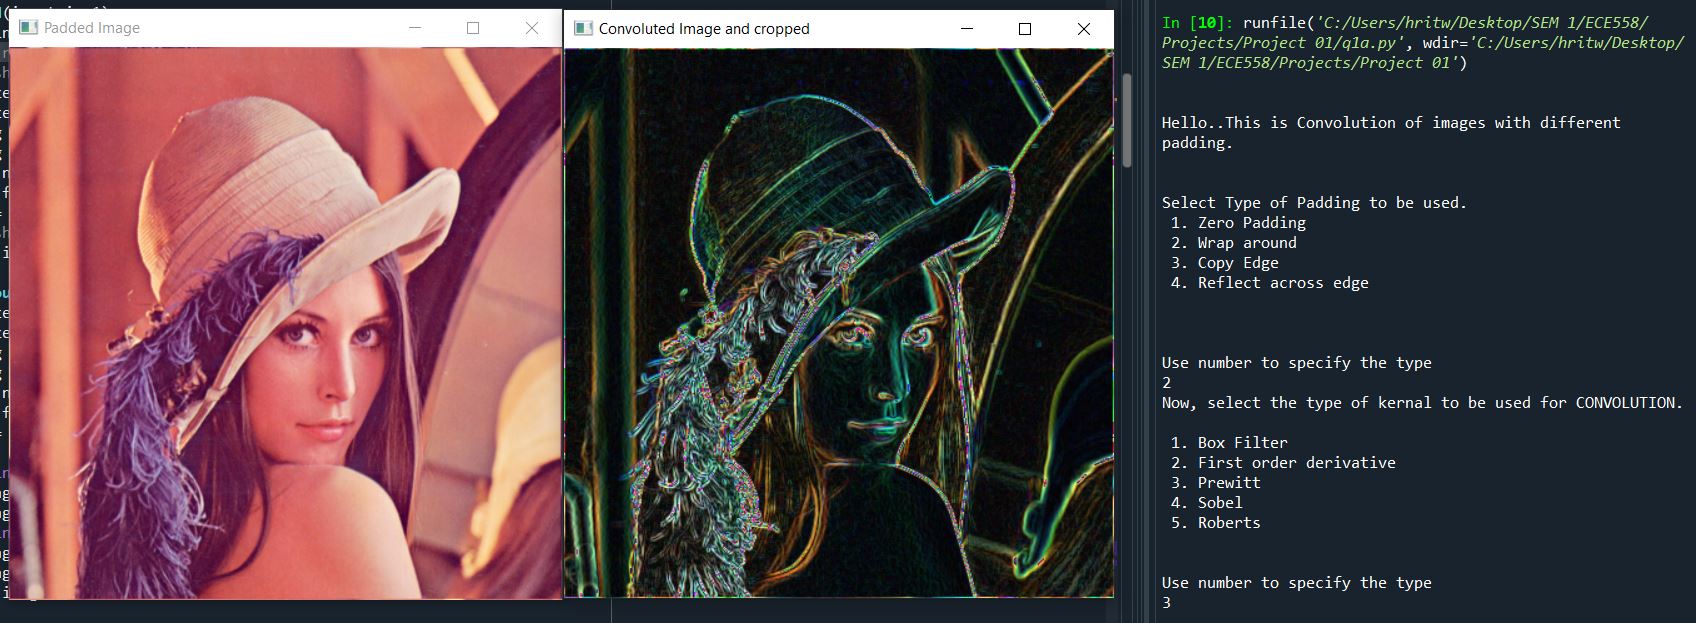 Padded Image
Convoluted Image and cropped
In [10]: runfile('C:/Users/hritw/Desktop/SEM 1/ECE558/
Projects/Project 01/q1a.py', wdir='C:/Users/hritw/Desktop/
SEM 1/ECE558/Projects/Project 01')
Hello..This is Convolution of images with different
padding.
Select Type of Padding to be used.
1. Zero Padding
2. Wrap around
3. Copy Edge
4. Reflect across edge
Use number to specify the type
2
Now, select the type of kernal to be used for CONVOLUTION.
1. Box Filter
2. First order derivative
3. Prewitt
4. Sobel
5. Roberts
Use number to specify the type
3